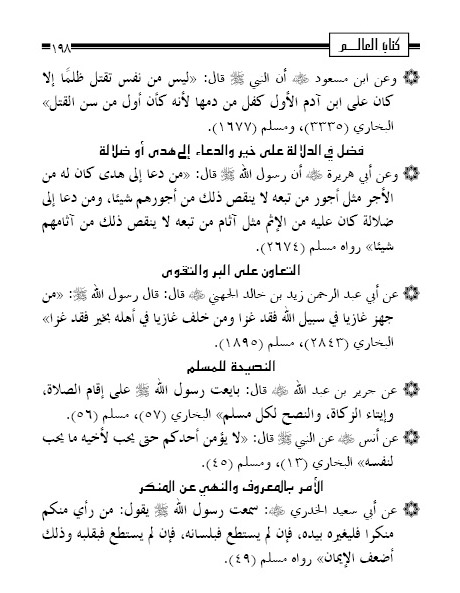 كتاب العالم
١٩٨
وعن ابن مسعود ﷺ أن النبي ﷺ قال: «ليس من نفس تقتل ظلمًا إلا
كان على ابن آدم الأول كفل من دمها لأنه كأن أول من سن القتل»
البخاري (٣٣٣٥)، ومسلم (١٦٧٧).
فضل في الدلالة على خير والدعاء إلى هدى أو ضلالة
وعن أبي هريرة ﷺ أن رسول الله ﷺ قال: «من دعا إلى هدى كان له من
الأجر مثل أجور من تبعه لا ينقص ذلك من أجورهم شيئا، ومن دعا إلى
ضلالة كان عليه من الإثم مثل آثام من تبعه لا ينقص ذلك من آثامهم
شيئا» رواه مسلم (٢٦٧٤).
التعاون على البر والتقوى
عن أبي عبد الرحمن زيد بن خالد الجهني ﷺ قال: قال رسول الله ﷺ: «من
جهز غازيا في سبيل الله فقد غزا ومن خلف غازيا في أهله بخير فقد غزا»
البخاري (٢٨٤٣)، مسلم (١٨٩٥).
النصيحة للمسلم
عن جرير بن عبد الله ﷺ قال: بايعت رسول الله ﷺ على إقام الصلاة،
وإيتاء الزكاة، والنصح لكل مسلم» البخاري (٥٧)، مسلم (٥٦).
عن أنس ﷺ عن النبي ﷺ قال: «لا يؤمن أحدكم حتى يحب لأخيه ما يحب
لنفسه» البخاري (١٣)، ومسلم (٤٥).
الأمر بالمعروف والنهي عن المنكر
عن أبي سعيد الخدري ﷺ: سمعت رسول الله ﷺ يقول: من رأي منكم
منكرا فليغيره بيده، فإن لم يستطع فبلسانه، فإن لم يستطع فبقلبه وذلك
أضعف الإيمان» رواه مسلم (٤٩).